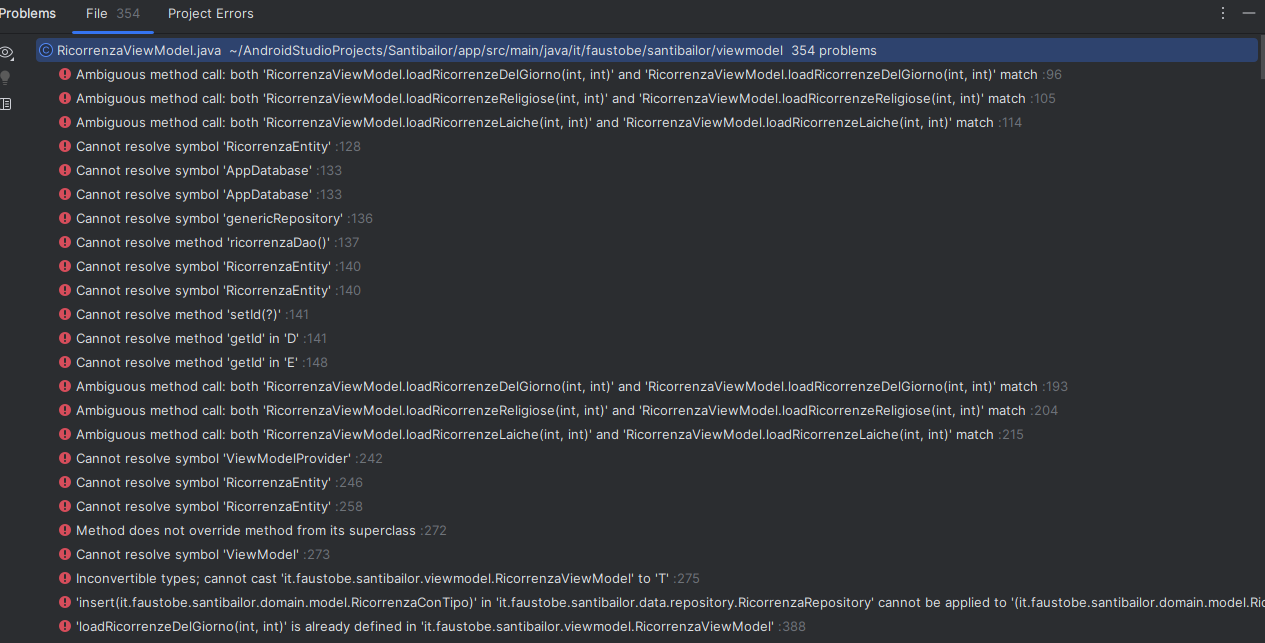 Problems File 354 Project Errors
RicorrenzaViewModel.java ~/AndroidStudioProjects/Santibailor/app/src/main/java/it/faustobe/santibailor/viewmodel 354 problems
Ambiguous method call: both 'RicorrenzaViewModel.loadRicorrenzeDelGiorno(int, int)' and 'RicorrenzaViewModel.loadRicorrenzeDelGiorno(int, int)' match :96
Ambiguous method call: both 'RicorrenzaViewModel.loadRicorrenzeReligiose(int, int)' and 'RicorrenzaViewModel.loadRicorrenzeReligiose(int, int)' match :105
Ambiguous method call: both 'RicorrenzaViewModel.loadRicorrenzeLaiche(int, int)' and 'RicorrenzaViewModel.loadRicorrenzeLaiche(int, int)' match :114
Cannot resolve symbol 'RicorrenzaEntity' :128
Cannot resolve symbol 'AppDatabase' :133
Cannot resolve symbol 'AppDatabase' :133
Cannot resolve symbol 'genericRepository' :136
Cannot resolve method 'ricorrenzaDao()' :137
Cannot resolve symbol 'RicorrenzaEntity' :140
Cannot resolve symbol 'RicorrenzaEntity' :140
Cannot resolve method 'setId(?)' :141
Cannot resolve method 'getId' in 'D' :141
Cannot resolve method 'getId' in 'E' :148
Ambiguous method call: both 'RicorrenzaViewModel.loadRicorrenzeDelGiorno(int, int)' and 'RicorrenzaViewModel.loadRicorrenzeDelGiorno(int, int)' match :193
Ambiguous method call: both 'RicorrenzaViewModel.loadRicorrenzeReligiose(int, int)' and 'RicorrenzaViewModel.loadRicorrenzeReligiose(int, int)' match :204
Ambiguous method call: both 'RicorrenzaViewModel.loadRicorrenzeLaiche(int, int)' and 'RicorrenzaViewModel.loadRicorrenzeLaiche(int, int)' match :215
Cannot resolve symbol 'ViewModelProvider' :242
Cannot resolve symbol 'RicorrenzaEntity' :246
Cannot resolve symbol 'RicorrenzaEntity' :258
Method does not override method from its superclass :272
Cannot resolve symbol 'ViewModel' :273
Inconvertible types; cannot cast 'it.faustobe.santibailor.viewmodel.RicorrenzaViewModel' to 'T' :275
'insert(it.faustobe.santibailor.domain.model.RicorrenzaConTipo)' in 'it.faustobe.santibailor.data.repository.RicorrenzaRepository' cannot be applied to '(it.faustobe.santibailor.domain.model.Ric
'loadRicorrenzeDelGiorno(int, int)' is already defined in 'it.faustobe.santibailor.viewmodel.RicorrenzaViewModel' :388